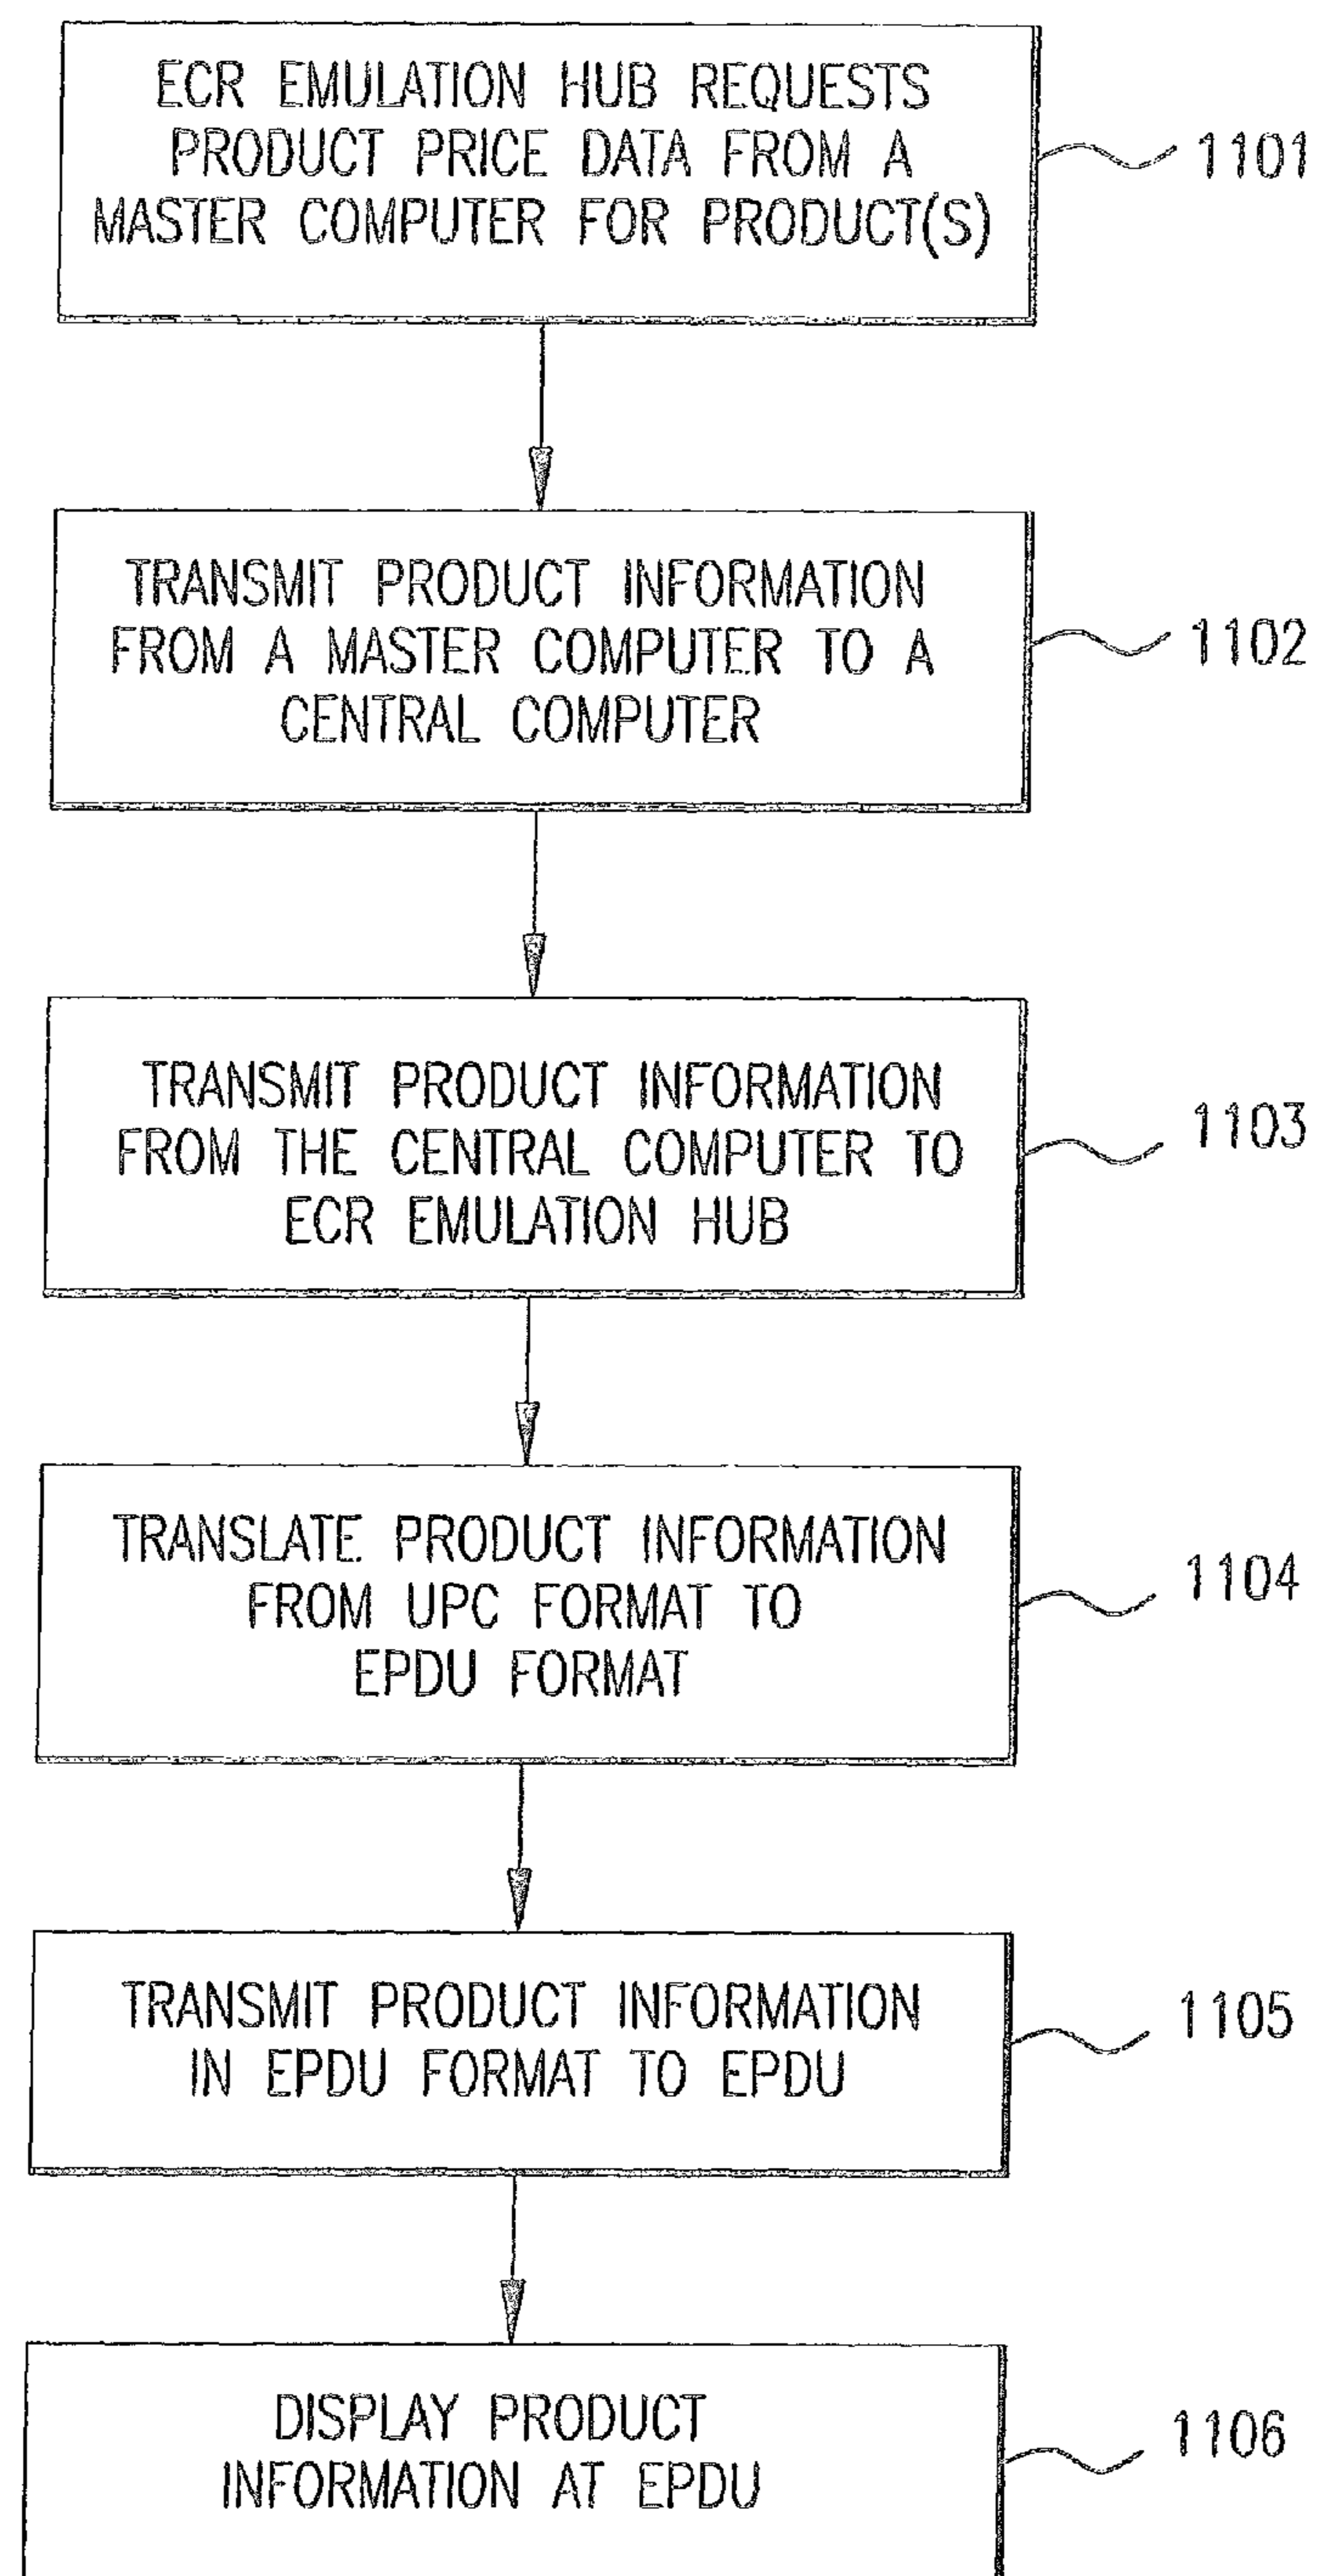 ECR EMULATION HUB REQUESTS
PRODUCT PRICE DATA FROM A
MASTER COMPUTER FOR PRODUCT(S)
1101
TRANSMIT PRODUCT INFORMATION
FROM A MASTER COMPUTER TO A
CENTRAL COMPUTER
1102
TRANSMIT PRODUCT INFORMATION
FROM THE CENTRAL COMPUTER TO
ECR EMULATION HUB
1103
TRANSLATE PRODUCT INFORMATION
FROM UPC FORMAT TO
EPDU FORMAT
1104
TRANSMIT PRODUCT INFORMATION
IN EPDU FORMAT TO EPDU
1105
DISPLAY PRODUCT
INFORMATION AT EPDU
1106